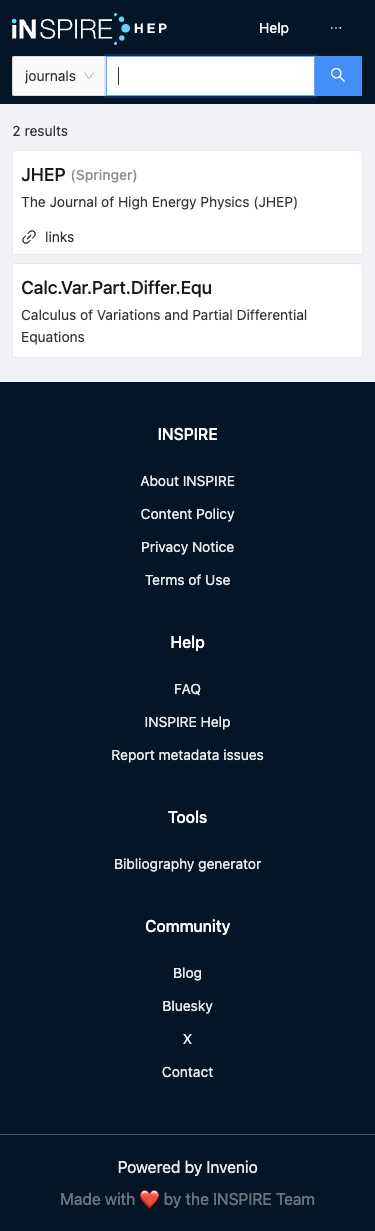 iNSPIRE HEP
Help
···
journals
2 results
JHEP (Springer)
The Journal of High Energy Physics (JHEP)
links
Calc.Var.Part.Differ.Equ
Calculus of Variations and Partial Differential
Equations
INSPIRE
About INSPIRE
Content Policy
Privacy Notice
Terms of Use
Help
FAQ
INSPIRE Help
Report metadata issues
Tools
Bibliography generator
Community
Blog
Bluesky
X
Contact
Powered by Invenio
Made with ❤️ by the INSPIRE Team